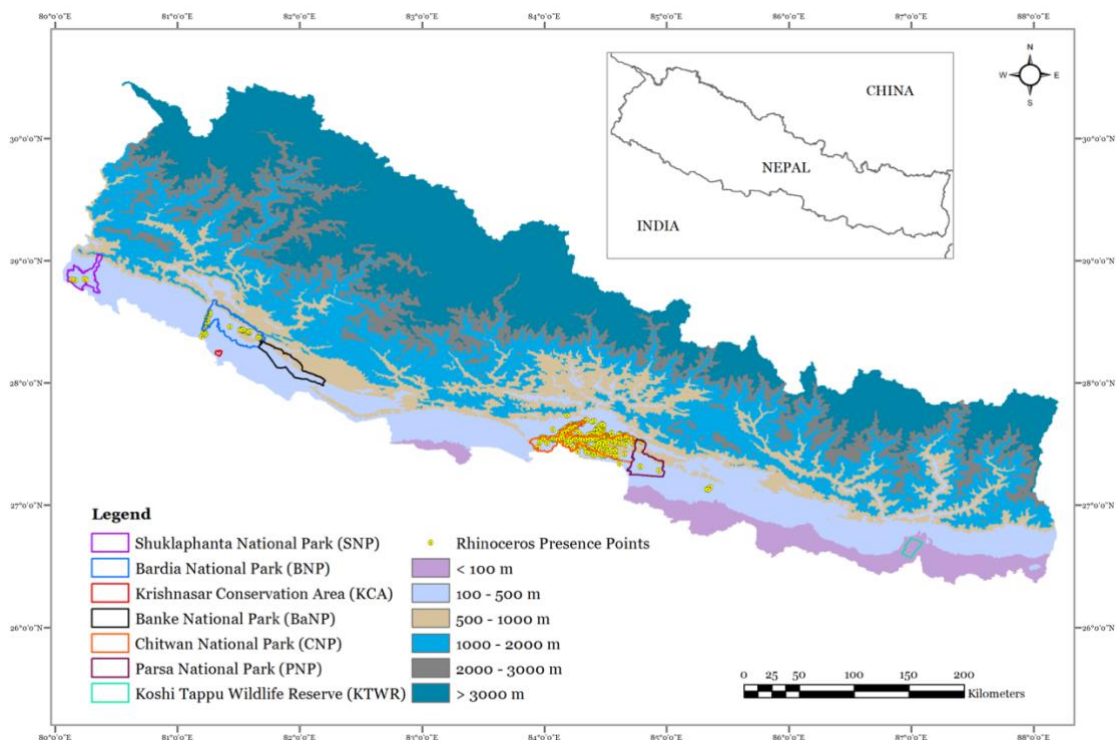 80°0'0"E 81°0'0"E 82°0'0"E 83°0'0"E 84°0'0"E 85°0'0"E 86°0'0"E 87°0'0"E 88°0'0"E
N
W E
S
CHINA
NEPAL
INDIA
30°0'0"N 30°0'0"N
29°0'0"N 29°0'0"N
28°0'0"N 28°0'0"N
27°0'0"N 27°0'0"N
26°0'0"N 26°0'0"N
Legend
Shuklaphanta National Park (SNP)
Bardia National Park (BNP)
Krishnasar Conservation Area (KCA)
Banke National Park (BaNP)
Chitwan National Park (CNP)
Parsa National Park (PNP)
Koshi Tappu Wildlife Reserve (KTWR)
Rhinoceros Presence Points
< 100 m
100 - 500 m
500 - 1000 m
1000 - 2000 m
2000 - 3000 m
> 3000 m
0 25 50 100 150 200
Kilometers
80°0'0"E 81°0'0"E 82°0'0"E 83°0'0"E 84°0'0"E 85°0'0"E 86°0'0"E 87°0'0"E 88°0'0"E